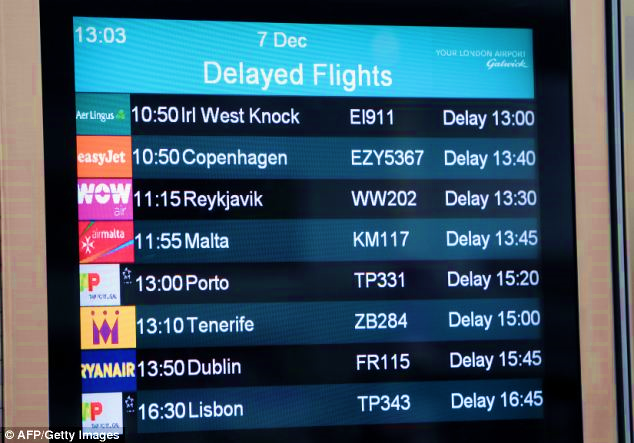 13:03
7 Dec
YOUR LONDON AIRPORT
Gatwick
Delayed Flights
Aer Lingus 10:50 Irl West Knock EI911 Delay 13:00
easyJet 10:50 Copenhagen EZY5367 Delay 13:40
WOW air 11:15 Reykjavik WW202 Delay 13:30
airmalta 11:55 Malta KM117 Delay 13:45
TP 13:00 Porto TP331 Delay 15:20
13:10 Tenerife ZB284 Delay 15:00
RYANAIR 13:50 Dublin FR115 Delay 15:45
TP 16:30 Lisbon TP343 Delay 16:45
© AFP/Getty Images